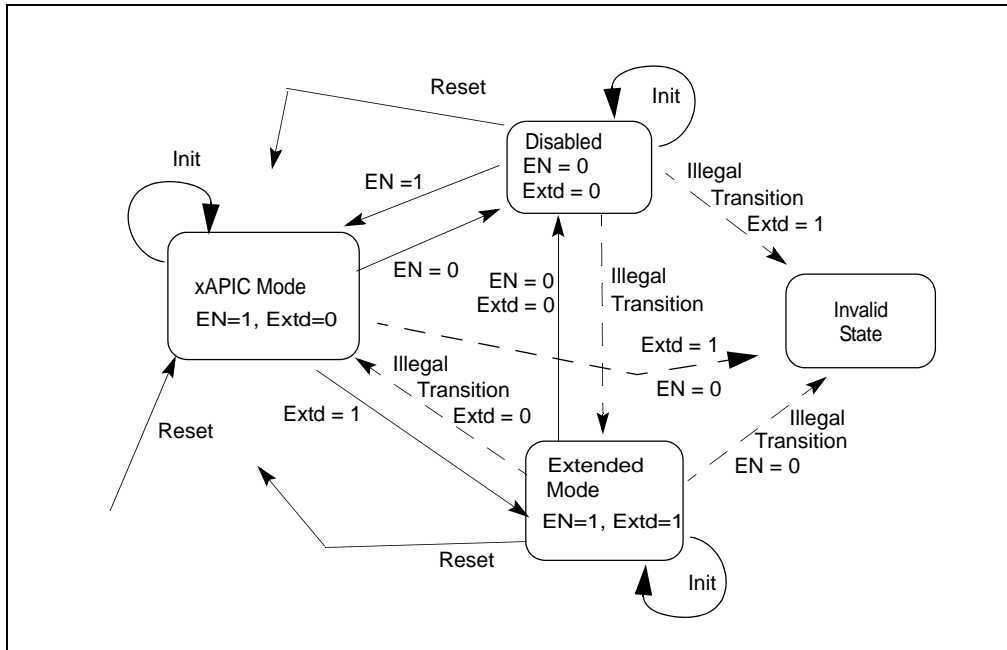 Reset
Init
Disabled
EN = 0
Extd = 0
Illegal
Transition
Extd = 1
Init
EN =1
xAPIC Mode
EN=1, Extd=0
EN = 0
EN = 0
Extd = 0
Illegal
Transition
Invalid
State
Extd = 1
EN = 0
Illegal
Transition
Extd = 0
Extd = 1
Reset
Illegal
Transition
EN = 0
Extended
Mode
EN=1, Extd=1
Reset
Init